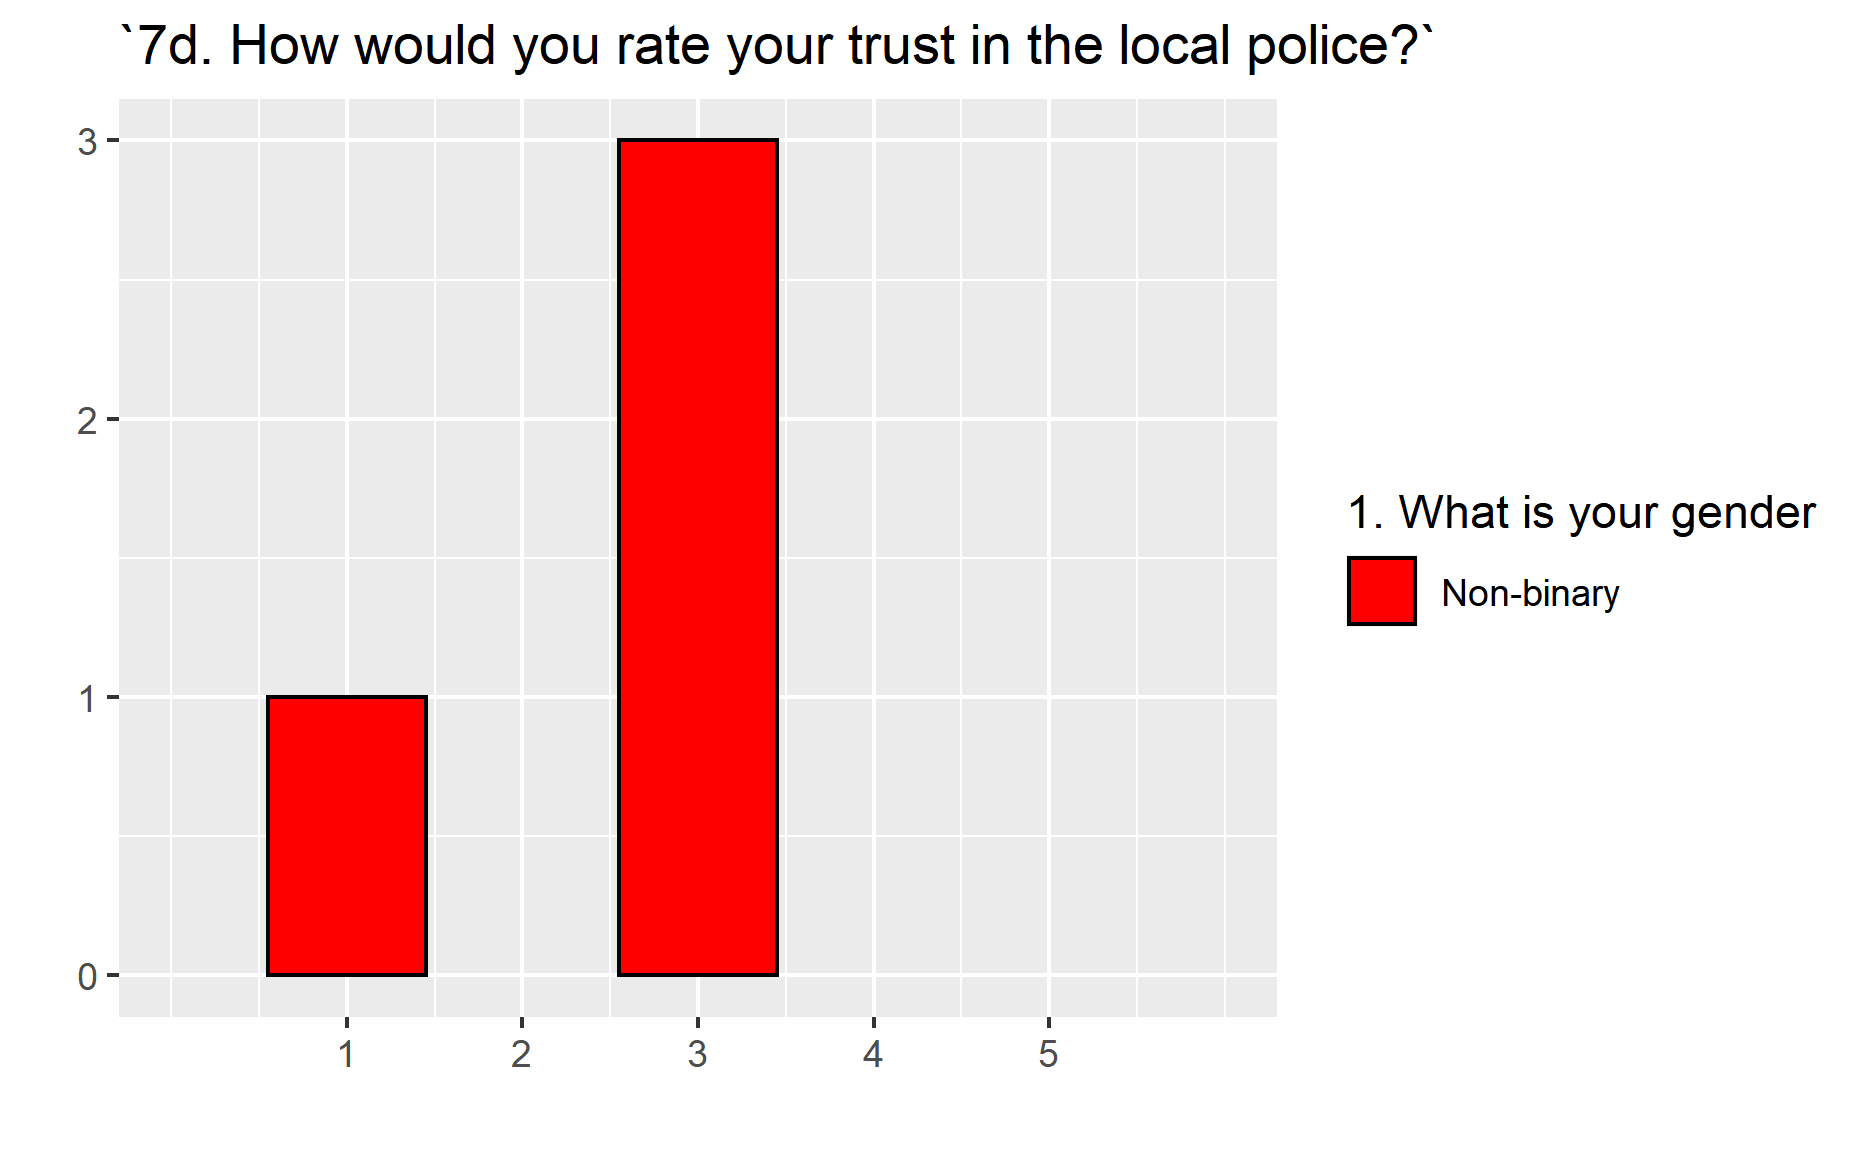 `7d. How would you rate your trust in the local police?`
3
2
1
0
1 2 3 4 5
1. What is your gender
Non-binary